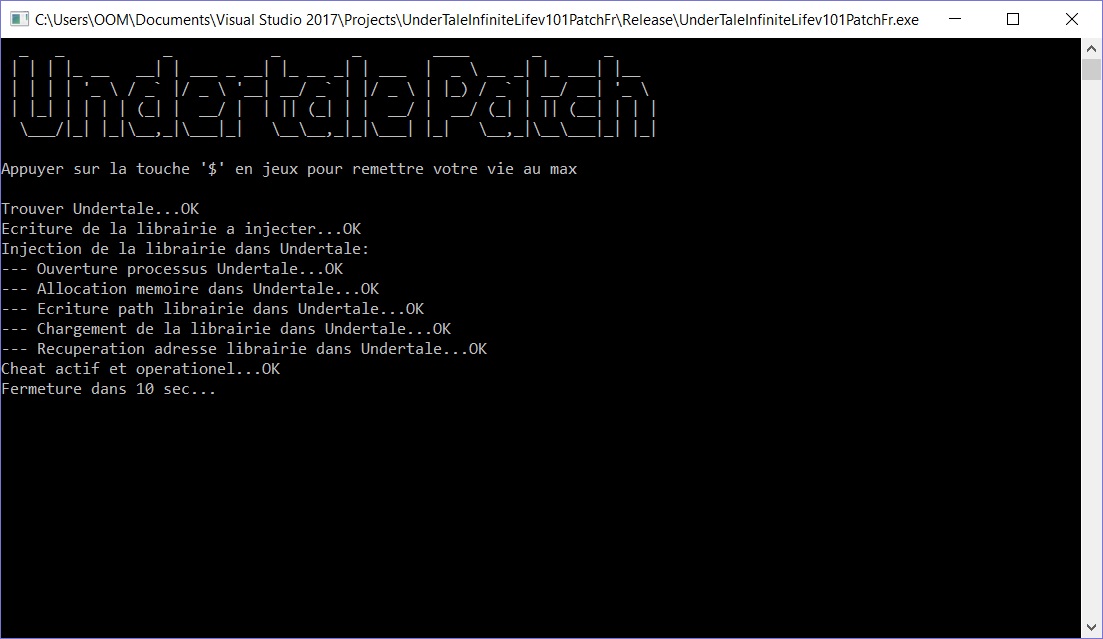 C:\Users\OOM\Documents\Visual Studio 2017\Projects\UnderTaleInfiniteLifev101PatchFr\Release\UnderTaleInfiniteLifev101PatchFr.exe
UndertalePatch
Appuyer sur la touche '$' en jeux pour remettre votre vie au max
Trouver Undertale...OK
Ecriture de la librairie a injecter...OK
Injection de la librairie dans Undertale:
--- Ouverture processus Undertale...OK
--- Allocation memoire dans Undertale...OK
--- Ecriture path librairie dans Undertale...OK
--- Chargement de la librairie dans Undertale...OK
--- Recuperation adresse librairie dans Undertale...OK
Cheat actif et operationel...OK
Fermeture dans 10 sec...